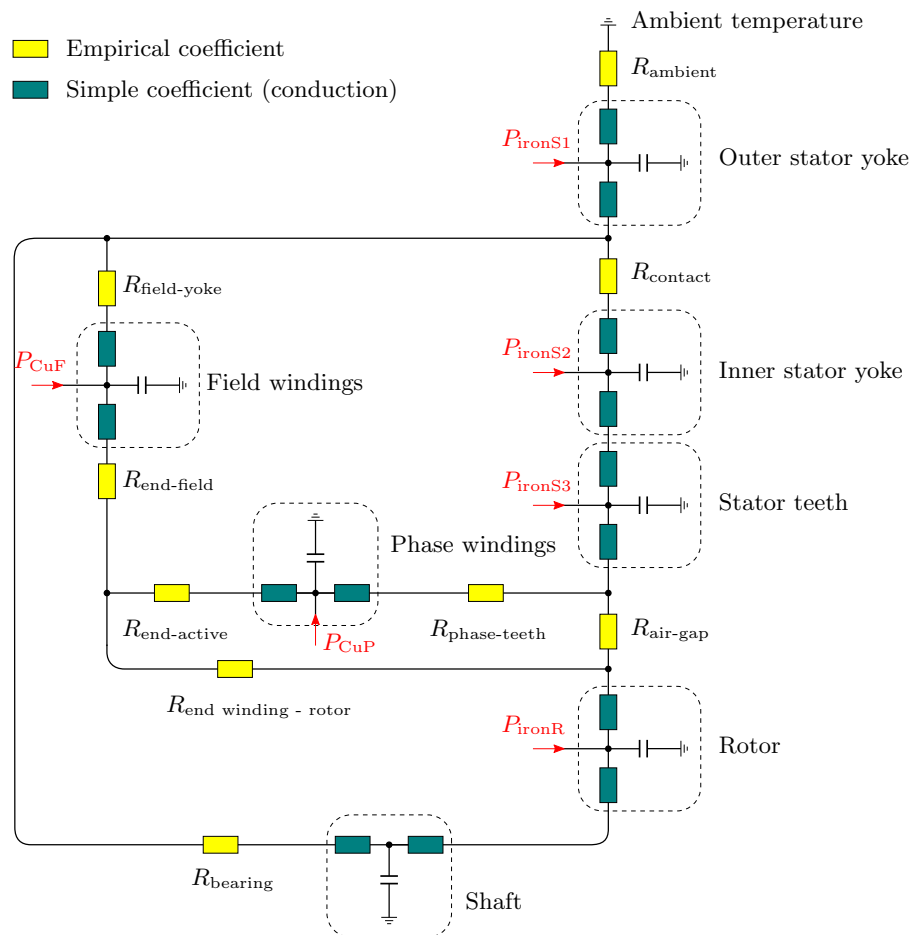 Ambient temperature
Empirical coefficient
R_ambient
Simple coefficient (conduction)
P_ironS1
Outer stator yoke
R_contact
R_field-yoke
P_ironS2
P_CuF
Inner stator yoke
Field windings
R_end-field
P_ironS3
Stator teeth
Phase windings
R_end-active
R_phase-teeth
R_air-gap
P_CuP
R_end winding - rotor
P_ironR
Rotor
R_bearing
Shaft